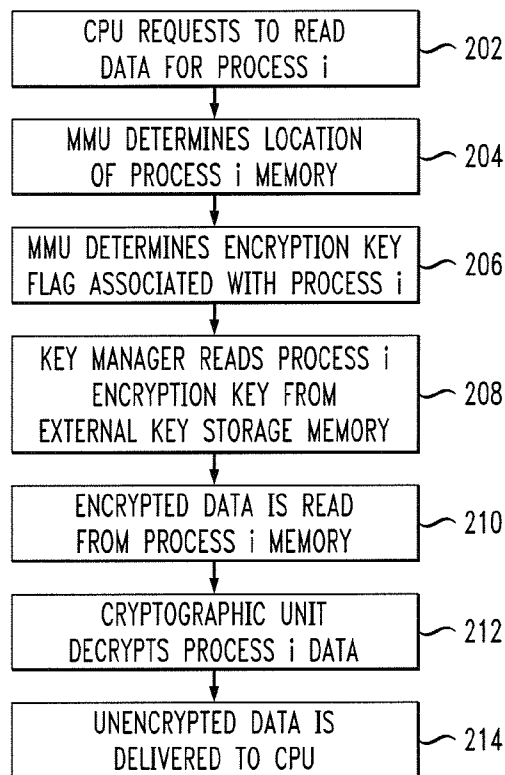 CPU REQUESTS TO READ
DATA FOR PROCESS i
202
MMU DETERMINES LOCATION
OF PROCESS i MEMORY
204
MMU DETERMINES ENCRYPTION KEY
FLAG ASSOCIATED WITH PROCESS i
206
KEY MANAGER READS PROCESS i
ENCRYPTION KEY FROM
EXTERNAL KEY STORAGE MEMORY
208
ENCRYPTED DATA IS READ
FROM PROCESS i MEMORY
210
CRYPTOGRAPHIC UNIT
DECRYPTS PROCESS i DATA
212
UNENCRYPTED DATA IS
DELIVERED TO CPU
214